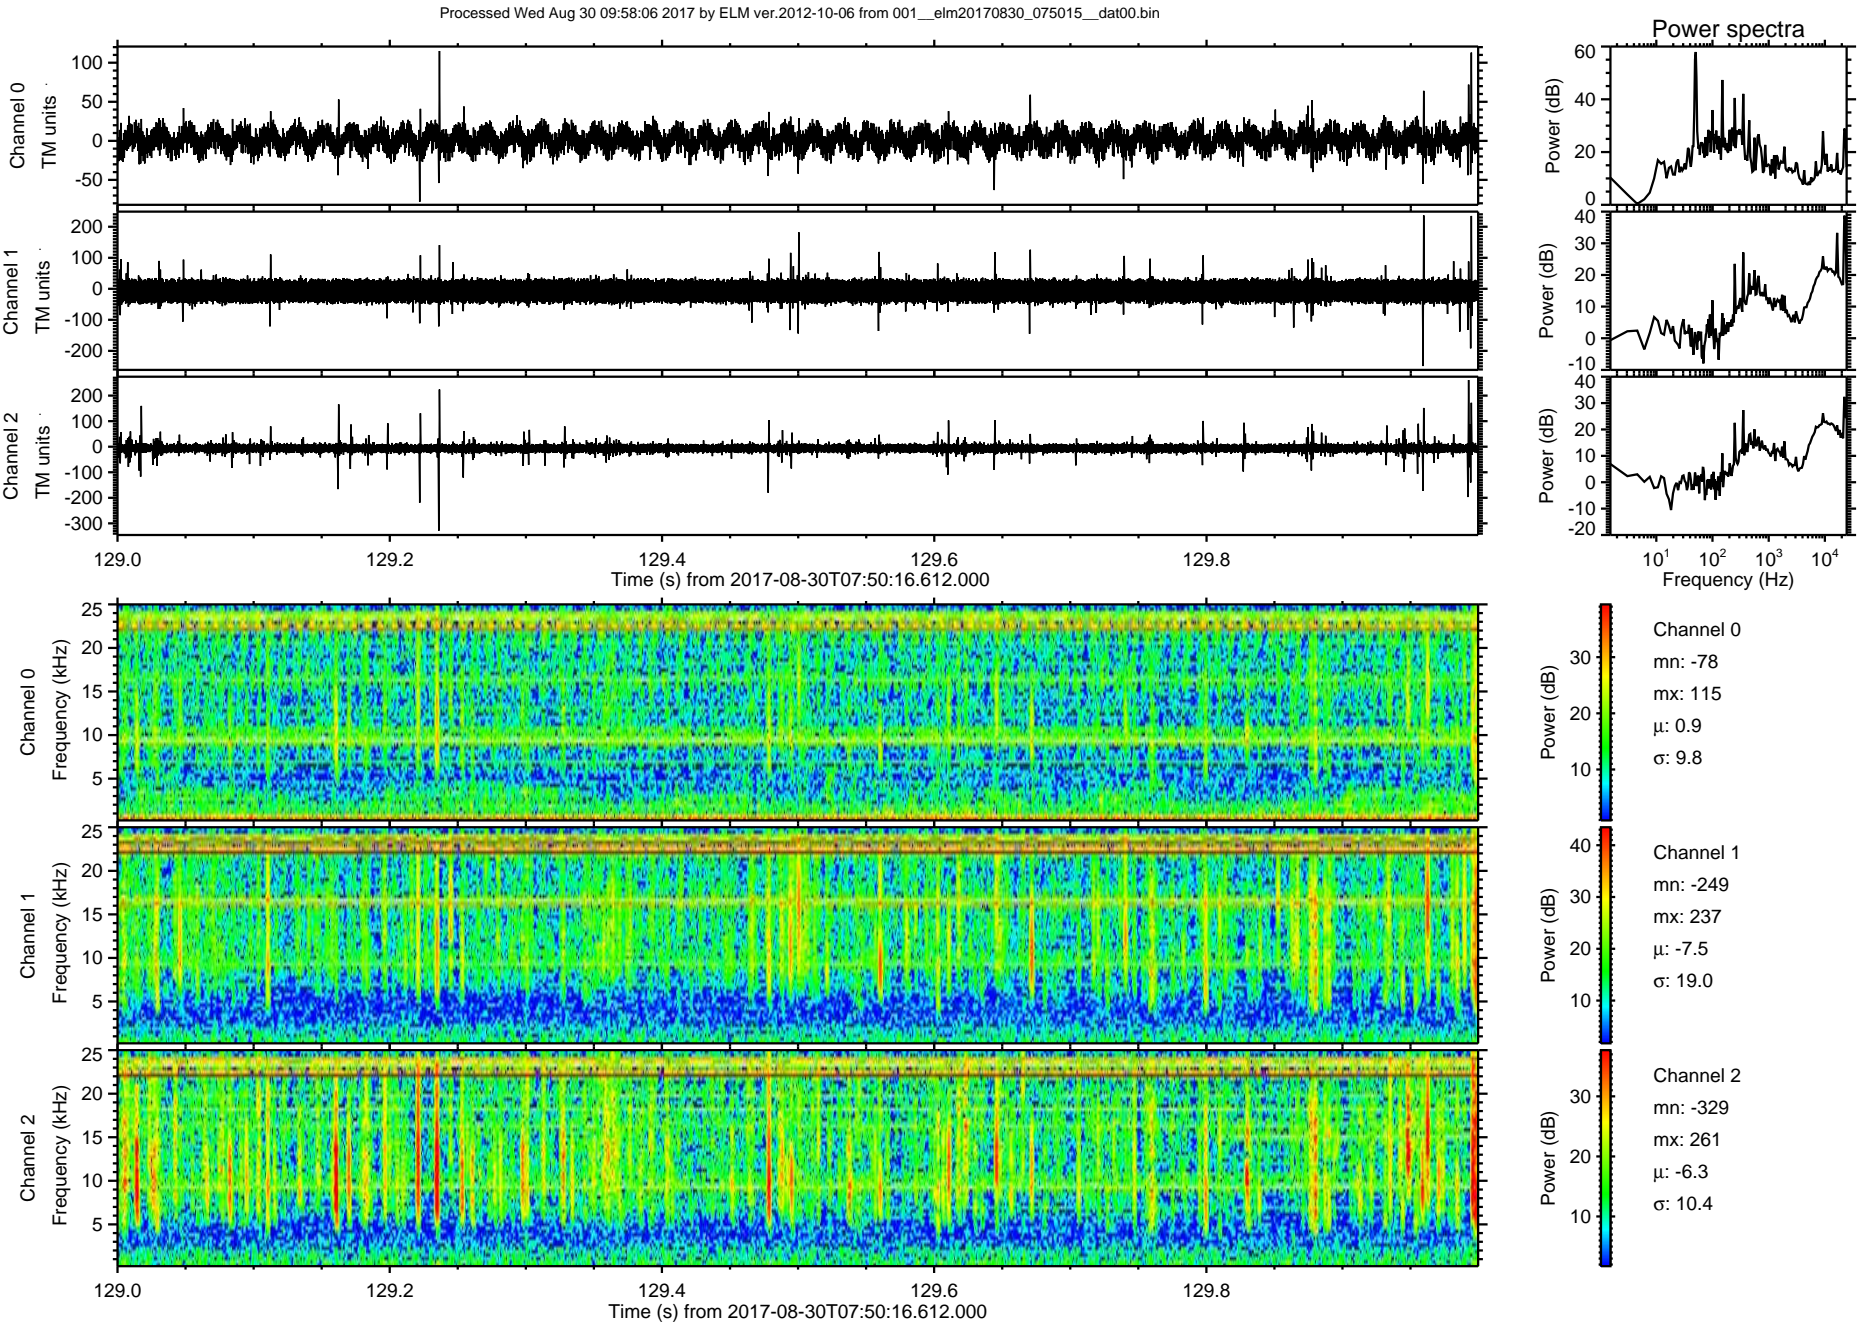 Processed Wed Aug 30 09:58:06 2017 by ELM ver.2012-10-06 from 001__elm20170830_075015__dat00.bin
Power spectra
Channel 0
TM units
100
50
0
-50
Power (dB)
60
40
20
0
Channel 1
TM units
200
100
0
-100
-200
Power (dB)
40
30
20
10
0
-10
Channel 2
TM units
200
100
0
-100
-200
-300
Power (dB)
40
30
20
10
0
-10
-20
129.0 129.2 129.4 129.6 129.8
Time (s) from 2017-08-30T07:50:16.612.000
10^1 10^2 10^3 10^4
Frequency (Hz)
Channel 0
Frequency (kHz)
25
20
15
10
5
Power (dB)
30
20
10
Channel 0
mn: -78
mx: 115
μ: 0.9
σ: 9.8
Channel 1
Frequency (kHz)
25
20
15
10
5
Power (dB)
40
30
20
10
Channel 1
mn: -249
mx: 237
μ: -7.5
σ: 19.0
Channel 2
Frequency (kHz)
25
20
15
10
5
Power (dB)
30
20
10
Channel 2
mn: -329
mx: 261
μ: -6.3
σ: 10.4
129.0 129.2 129.4 129.6 129.8
Time (s) from 2017-08-30T07:50:16.612.000